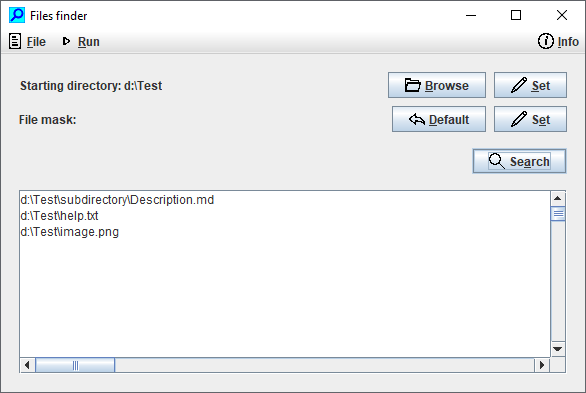 Files finder
File Run Info
Starting directory: d:\Test Browse Set
File mask: Default Set
Search
d:\Test\subdirectory\Description.md
d:\Test\help.txt
d:\Test\image.png